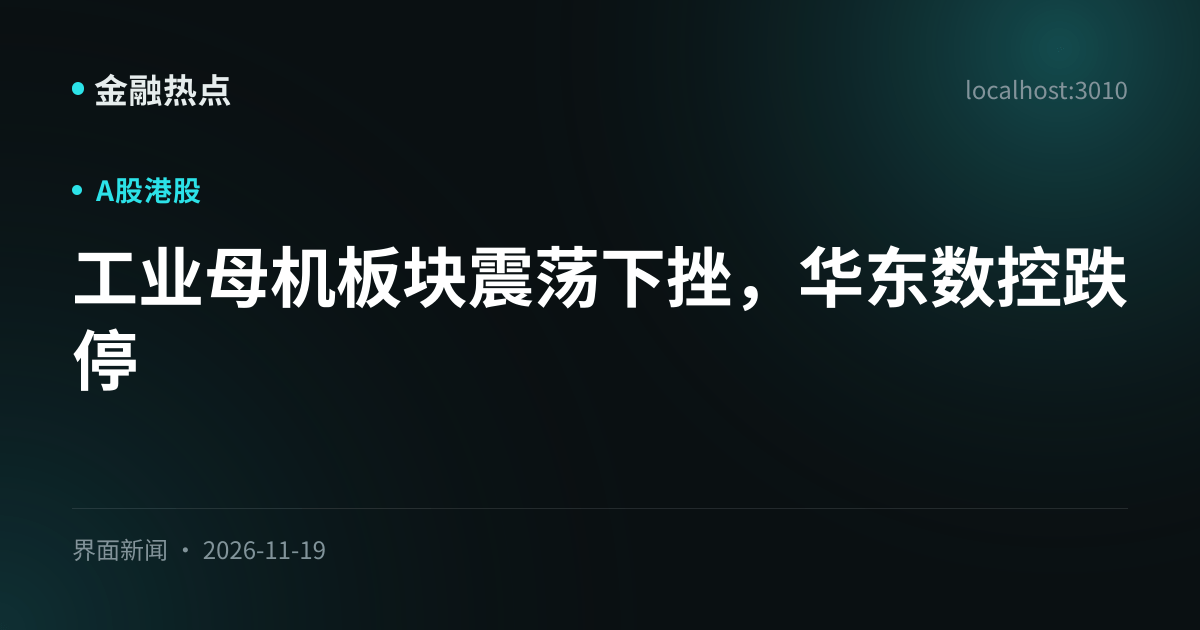 金融热点
localhost:3010
A股港股
工业母机板块震荡下挫，华东数控跌
停
界面新闻 • 2026-11-19